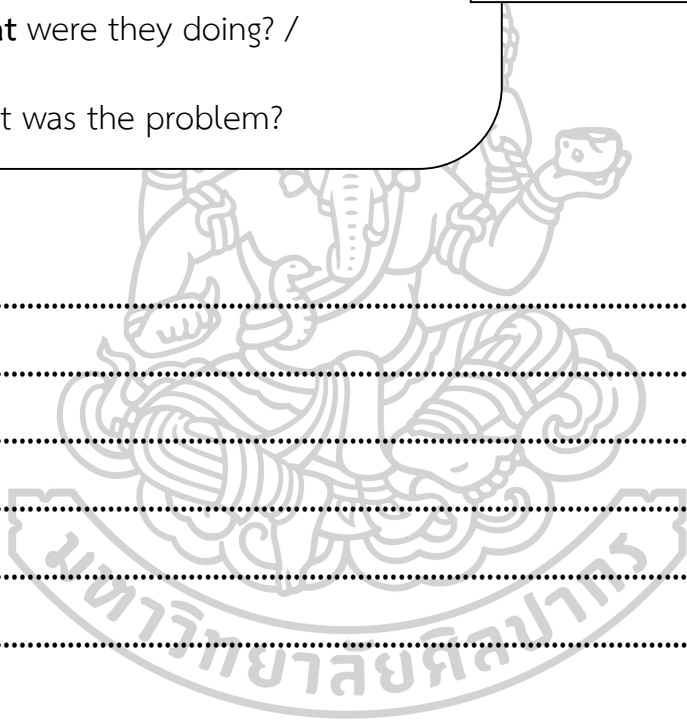 at were they doing? /
t was the problem?
มหาวิทยาลัยศิลปากร